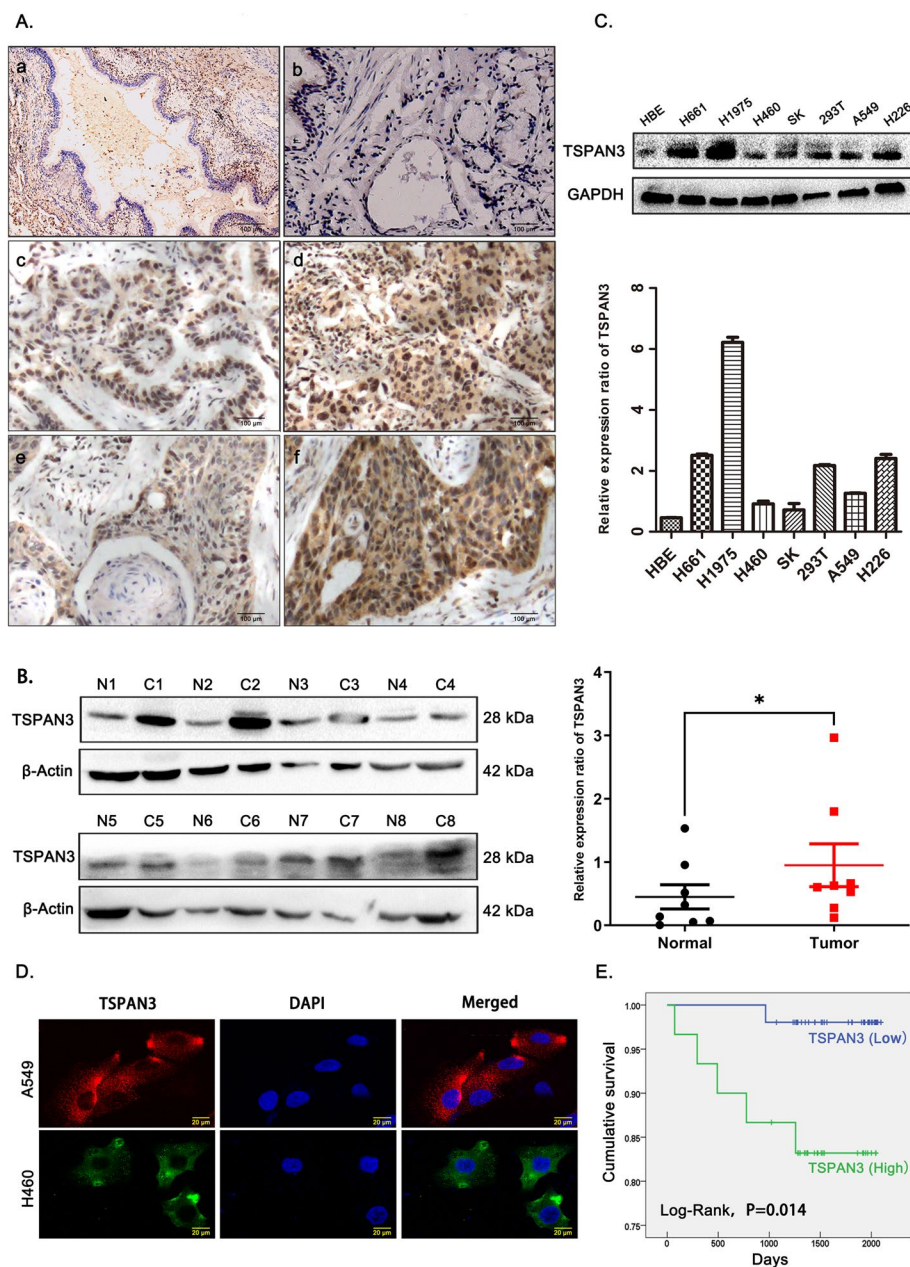 A.
a
100 μm
b
100 μm
c
100 μm
d
100 μm
e
100 μm
f
100 μm
B.
N1 C1 N2 C2 N3 C3 N4 C4
TSPAN3 28 kDa
β-Actin 42 kDa
N5 C5 N6 C6 N7 C7 N8 C8
TSPAN3 28 kDa
β-Actin 42 kDa
Relative expression ratio of TSPAN3
4
3
2
1
0
*
Normal Tumor
C.
HBE H661 H1975 H460 SK 293T A549 H226
TSPAN3
GAPDH
Relative expression ratio of TSPAN3
8
6
4
2
0
HBE H661 H1975 H460 SK 293T A549 H226
D.
TSPAN3 DAPI Merged
A549
20 μm 20 μm 20 μm
H460
20 μm 20 μm 20 μm
E.
Cumulative survival
1.00
0.95
0.90
0.85
0.80
0.75
TSPAN3 (Low)
TSPAN3 (High)
Log-Rank, P=0.014
0 500 1000 1500 2000
Days